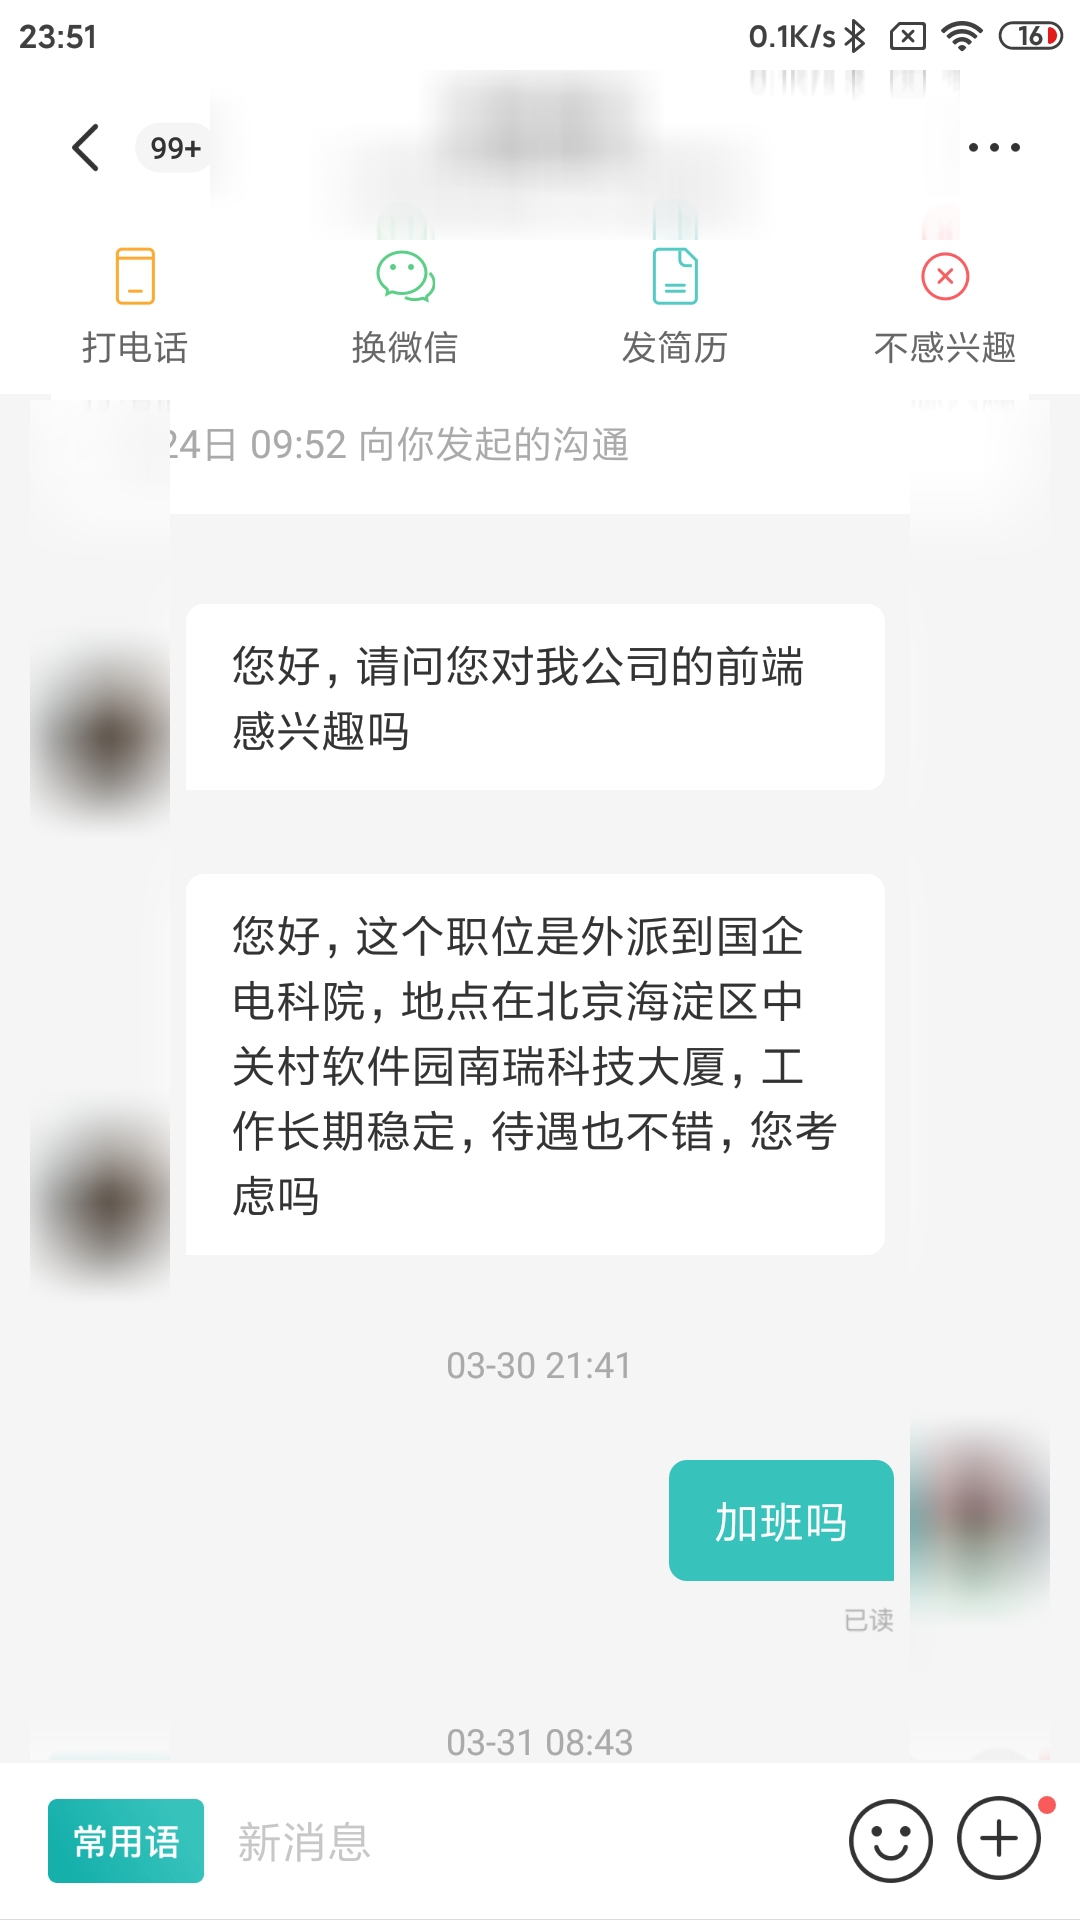 23:51 0.1K/s 16
99+
打电话 换微信 发简历 不感兴趣
24日 09:52 向你发起的沟通
您好，请问您对我公司的前端
感兴趣吗
您好，这个职位是外派到国企
电科院，地点在北京海淀区中
关村软件园南瑞科技大厦，工
作长期稳定，待遇也不错，您考
虑吗
03-30 21:41
加班吗
已读
03-31 08:43
常用语 新消息